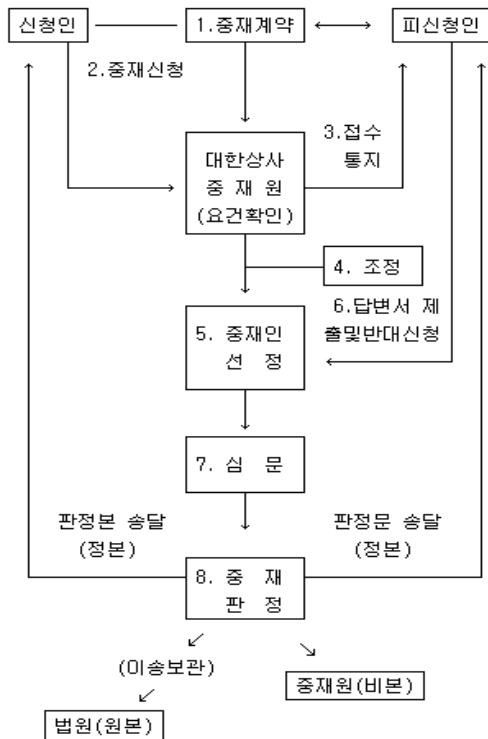 신청인
1.중재계약
피신청인
2.중재신청
대한상사
중 재 원
(요건확인)
3.접수
통지
4. 조정
5. 중재인
선 정
6.답변서 제
출및반대신청
7. 심 문
판정본 송달
(정본)
판정문 송달
(정본)
8. 중 재
판 정
(이송보관)
중재원(비본)
법원(원본)